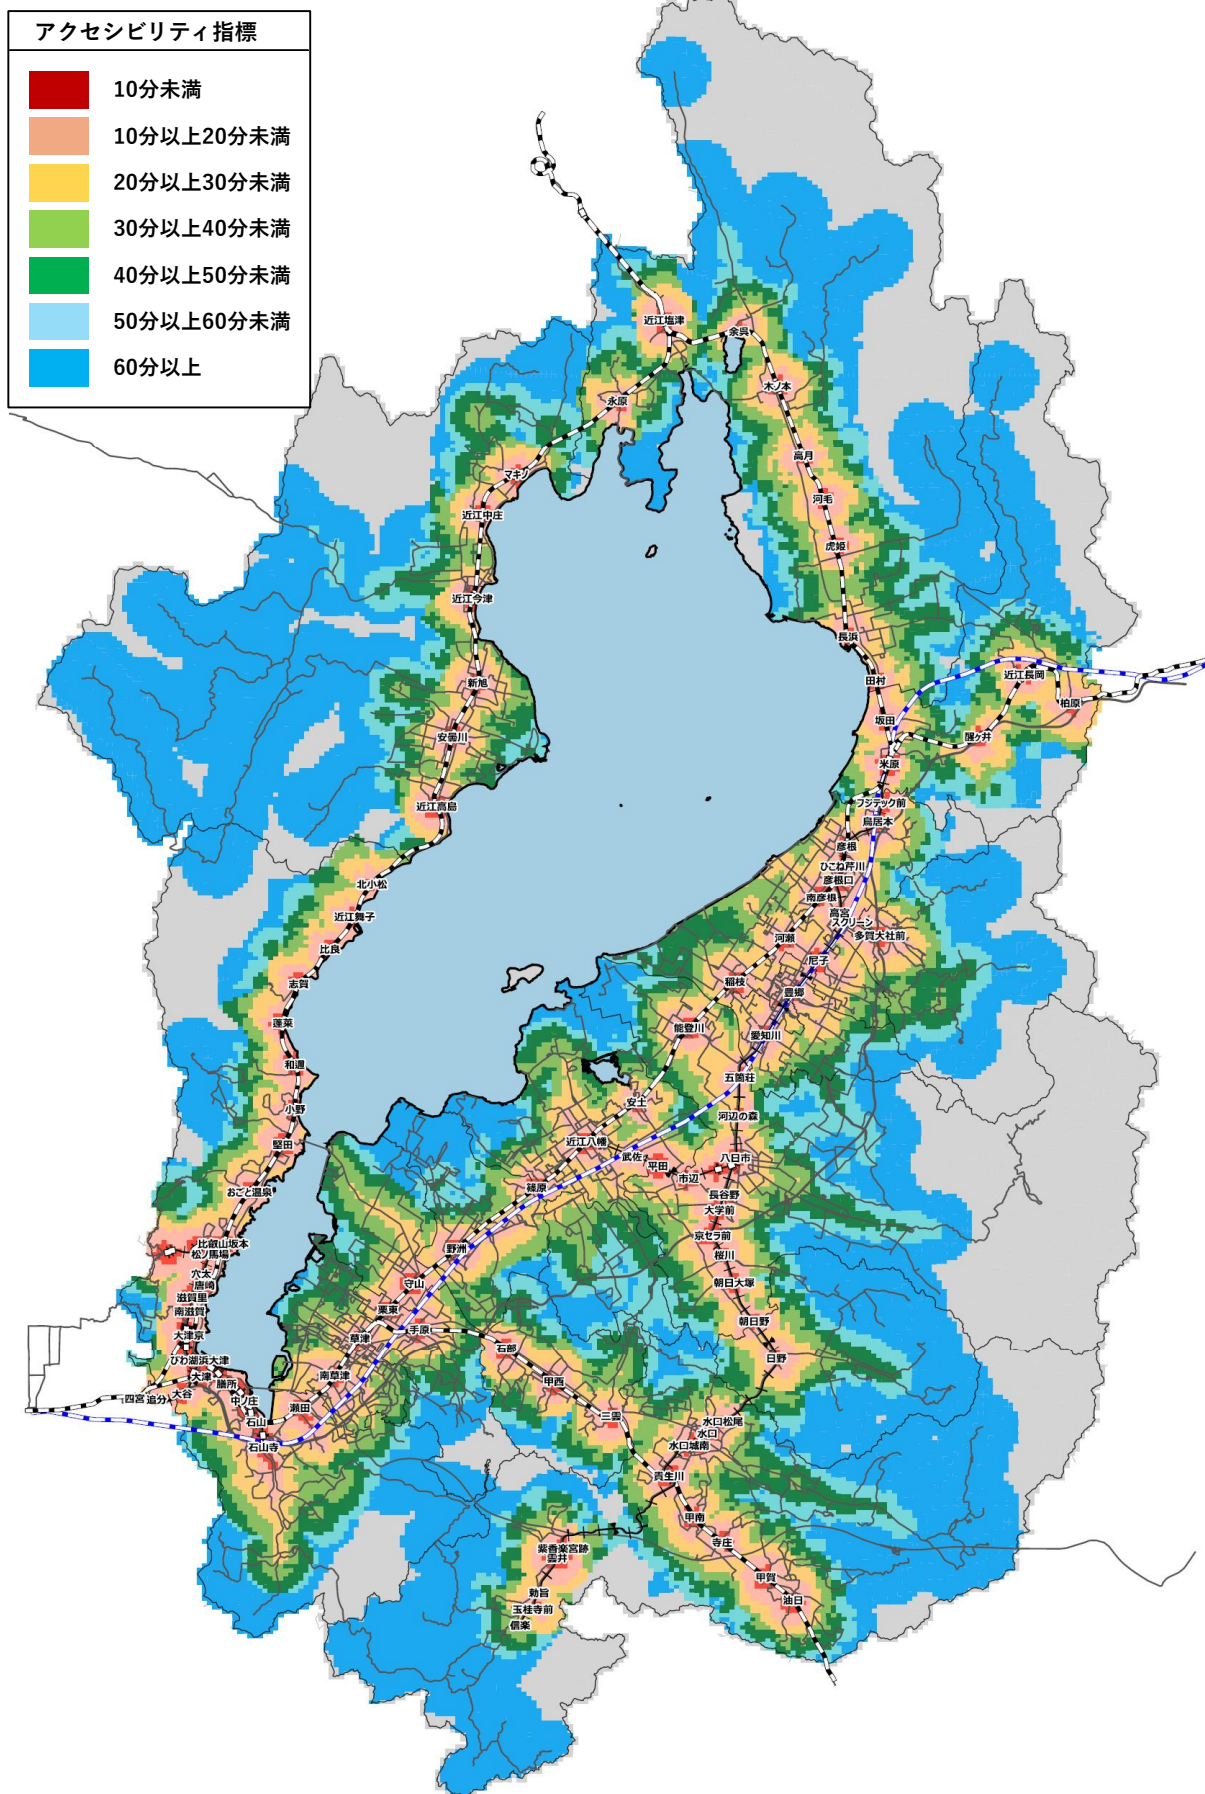 アクセシビリティ指標
10分未満
10分以上20分未満
20分以上30分未満
30分以上40分未満
40分以上50分未満
50分以上60分未満
60分以上
近江塩津
余呉
木ノ本
永原
高月
マキノ
河毛
近江中庄
虎姫
近江今津
長浜
近江長岡
田村
新旭
柏原
坂田
安曇川
醒ヶ井
米原
近江高島
フジテック前
鳥居本
彦根
ひこね芹川
彦根口
北小松
南彦根
近江舞子
高宮
スクリーン
多賀大社前
河瀬
比良
尼子
志賀
稲枝
豊郷
蓬莱
能登川
愛知川
和邇
五箇荘
小野
安土
河辺の森
堅田
近江八幡
武佐
平田
八日市
市辺
おごと温泉
篠原
長谷野
大学前
京セラ前
比叡山坂本
松ノ馬場
野洲
桜川
穴太
唐崎
守山
朝日大塚
滋賀里
南滋賀
栗東
朝日野
大津京
草津
手原
石部
日野
びわ湖浜大津
大津
膳所
南草津
甲西
四宮
追分
大谷
中ノ庄
瀬田
三雲
石山
水口松尾
水口
水口城南
石山寺
貴生川
甲南
寺庄
紫香楽宮跡
雲井
甲賀
勅旨
油日
玉桂寺前
信楽